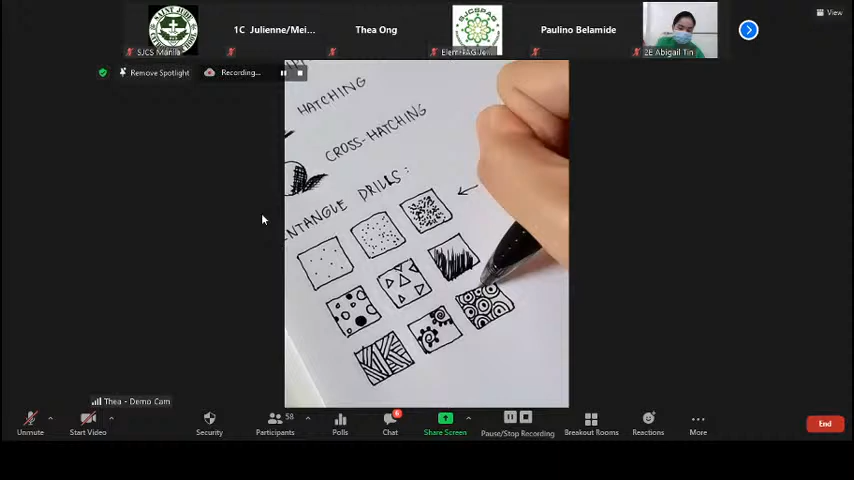 View
SJCS Manila
1C Julienne/Mei...
Thea Ong
SJCSPAG
Paulino Belamide
2E Abigail Tin
Remove Spotlight
Recording...
HATCHING
CROSS-HATCHING
ENTANGLE DRILLS:
Thea - Demo Cam
Unmute
Start Video
Security
Participants
58
Polls
Chat
6
Share Screen
Pause/Stop Recording
Breakout Rooms
Reactions
More
End